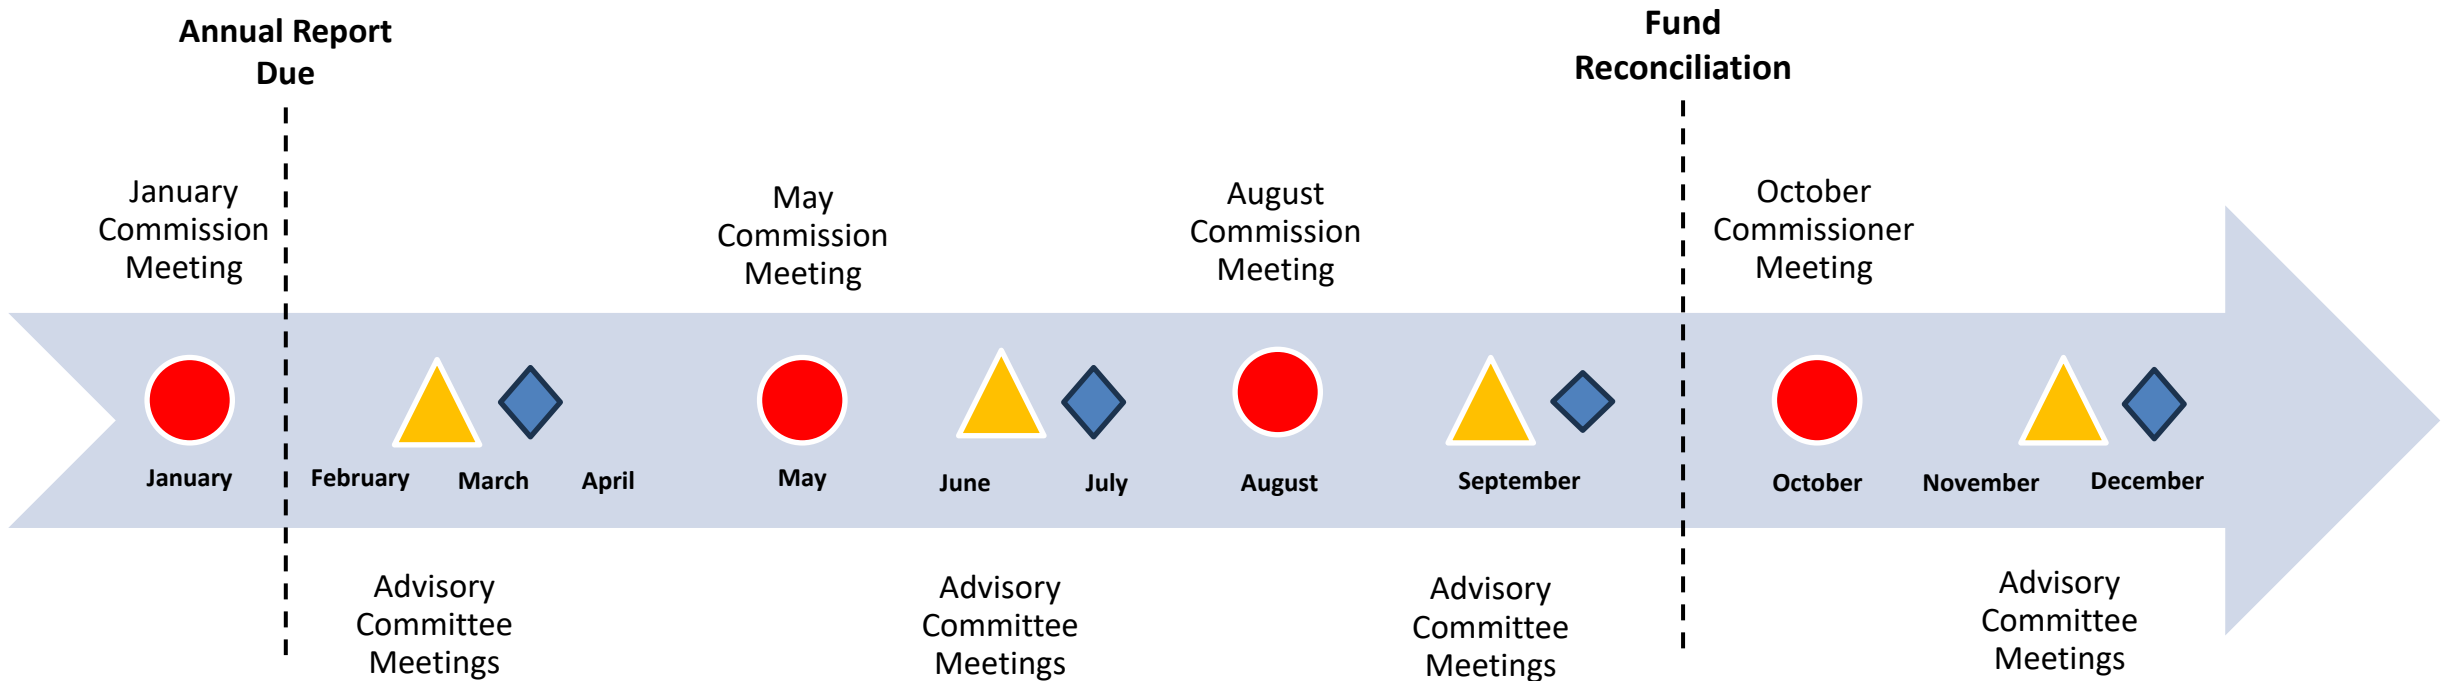 Annual Report
Due
Fund
Reconciliation
January
Commission
Meeting
May
Commission
Meeting
August
Commission
Meeting
October
Commissioner
Meeting
January
February
March
April
May
June
July
August
September
October
November
December
Advisory
Committee
Meetings
Advisory
Committee
Meetings
Advisory
Committee
Meetings
Advisory
Committee
Meetings